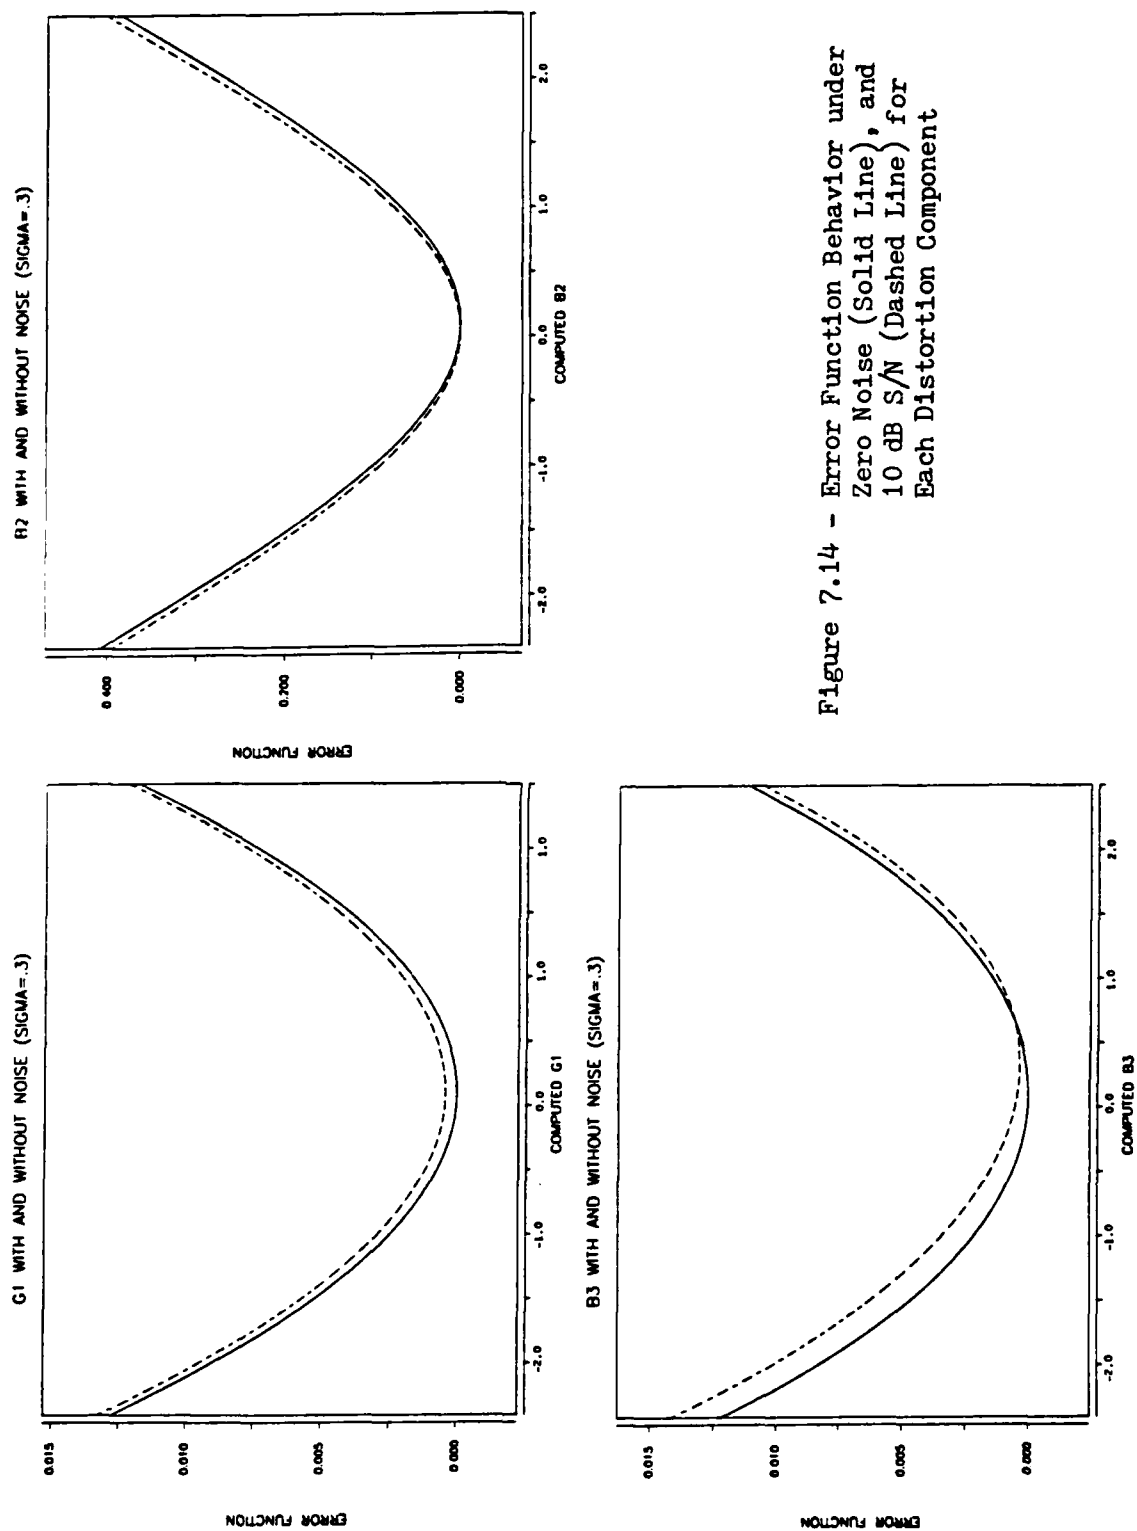 G1 WITH AND WITHOUT NOISE (SIGMA=.3)
ERROR FUNCTION
0.015
0.010
0.005
0.000
-2.0
-1.0
0.0
1.0
1.0
COMPUTED G1
B2 WITH AND WITHOUT NOISE (SIGMA=.3)
ERROR FUNCTION
0.400
0.200
0.000
-2.0
-1.0
0.0
1.0
2.0
COMPUTED B2
B3 WITH AND WITHOUT NOISE (SIGMA=.3)
ERROR FUNCTION
0.015
0.010
0.005
0.000
-2.0
-1.0
0.0
1.0
2.0
COMPUTED B3
Figure 7.14 - Error Function Behavior under
Zero Noise (Solid Line), and
10 dB S/N (Dashed Line) for
Each Distortion Component